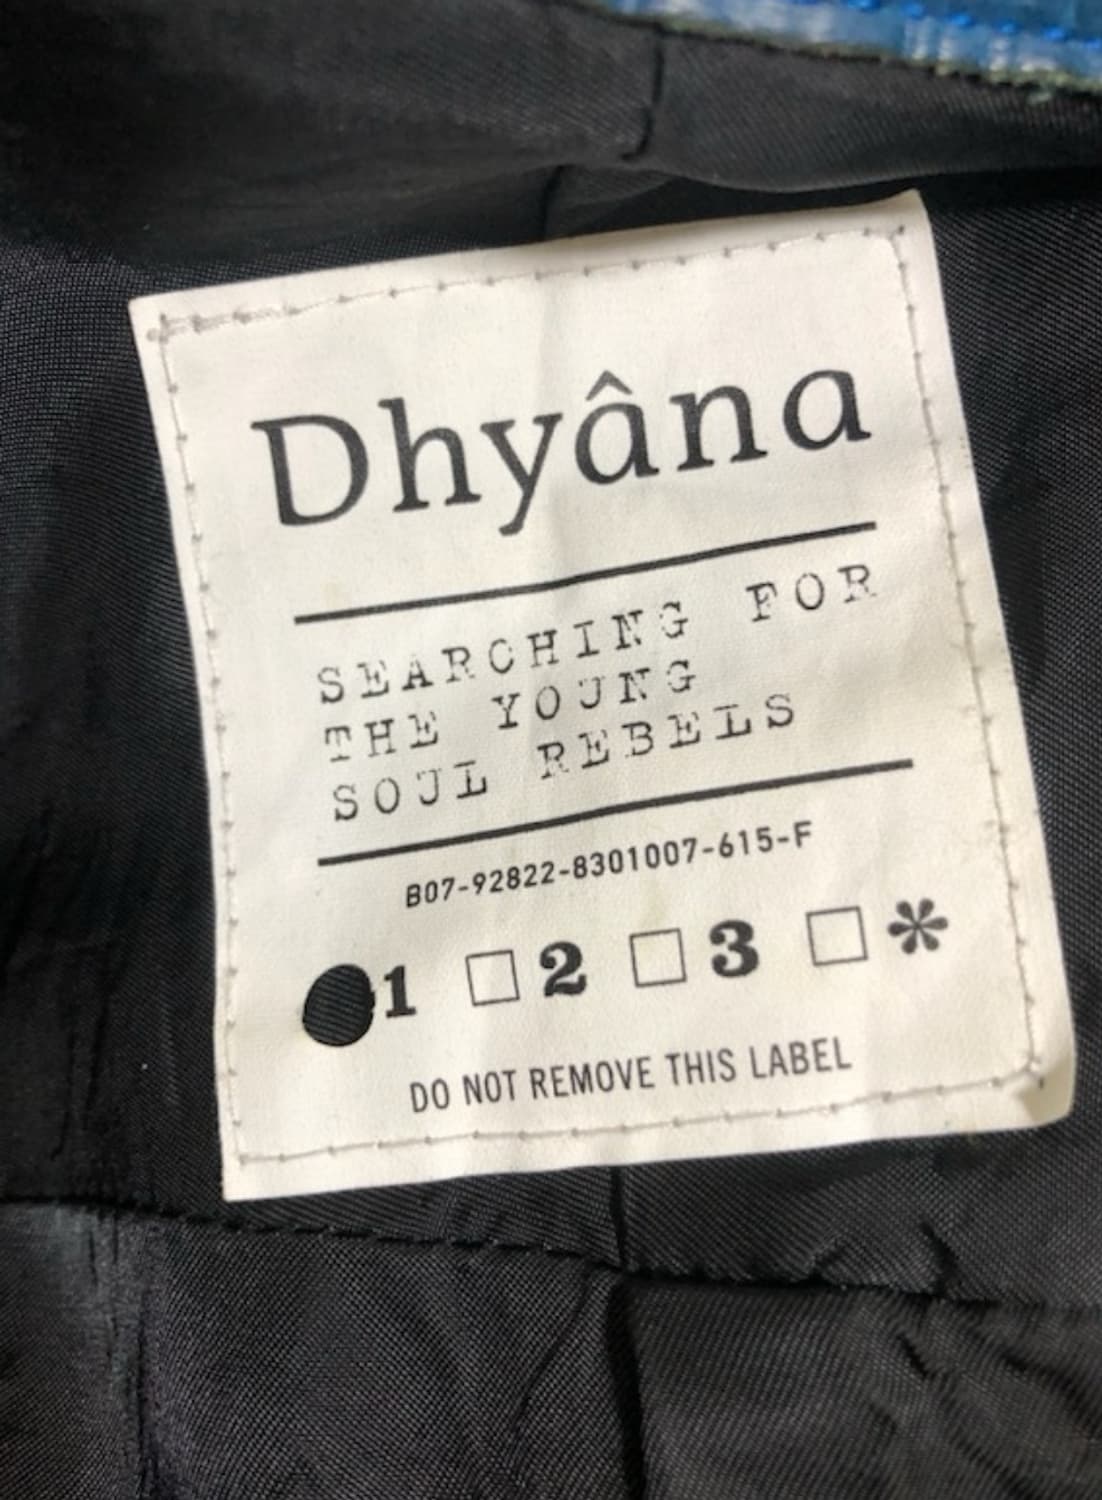 Dhyâna
SEARCHING FOR
THE YOUNG
SOUL REBELS
B07-92822-8301007-615-F
1 □ 2 □ 3 □ *
DO NOT REMOVE THIS LABEL